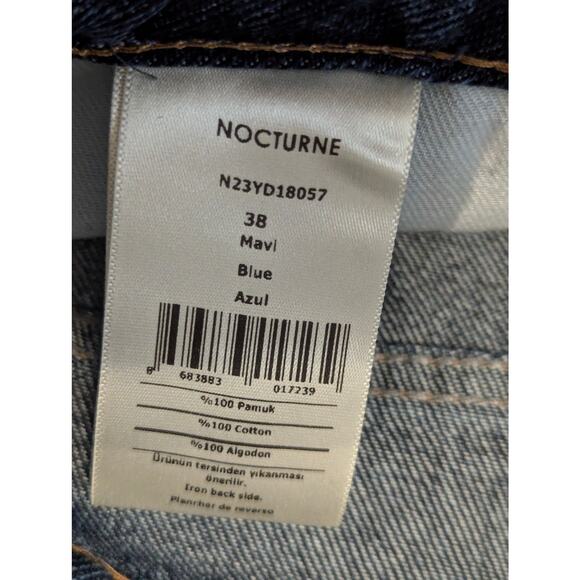 NOCTURNE
N23YD18057
38
Mavi
Blue
Azul
8 683883 017239
%100 Pamuk
%100 Cotton
%100 Algodon
Ürünün tersinden yıkanması
önerilir.
Iron back side.
Planchar de reverso